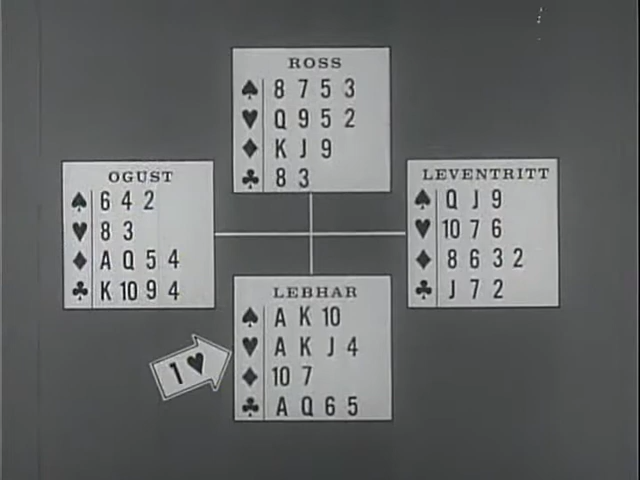 ROSS
♠ 8 7 5 3
♥ Q 9 5 2
♦ K J 9
♣ 8 3
OGUST
♠ 6 4 2
♥ 8 3
♦ A Q 5 4
♣ K 10 9 4
LEVENTRITT
♠ Q J 9
♥ 10 7 6
♦ 8 6 3 2
♣ J 7 2
LEBHAR
♠ A K 10
♥ A K J 4
♦ 10 7
♣ A Q 6 5
1♥